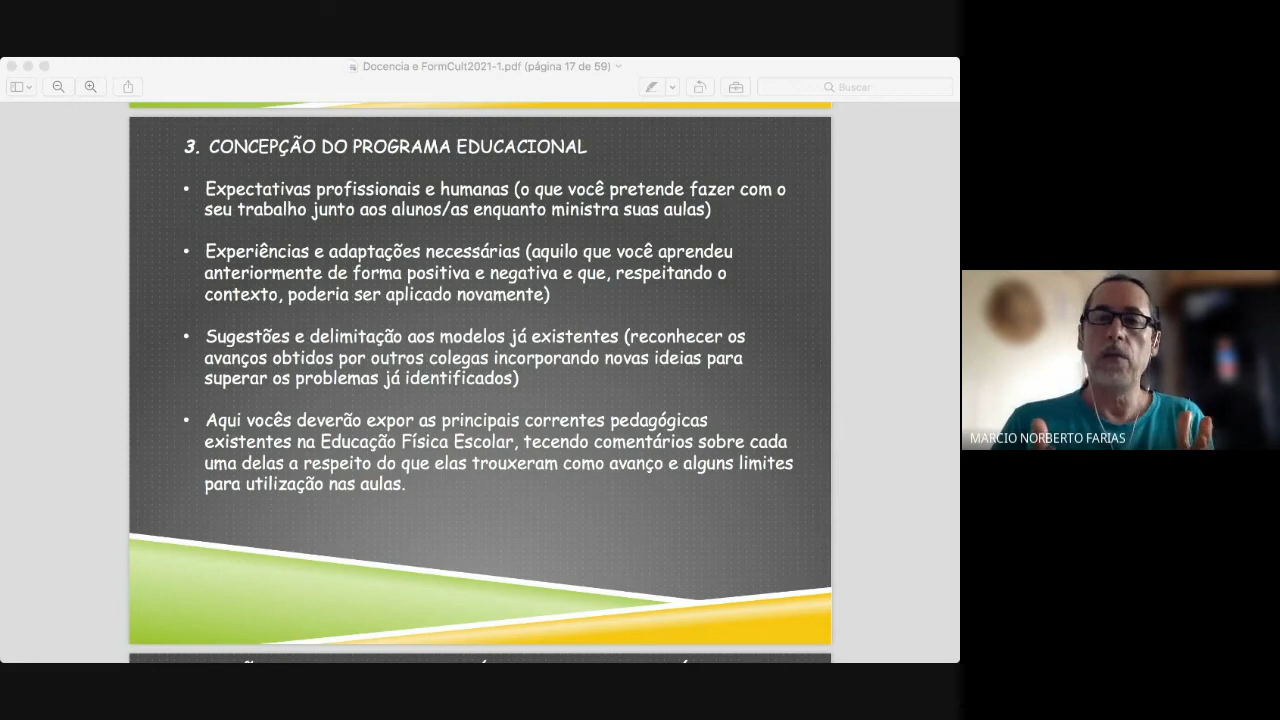 Docencia e FormCult2021-1.pdf (página 17 de 59)
Buscar
3. CONCEPÇÃO DO PROGRAMA EDUCACIONAL
• Expectativas profissionais e humanas (o que você pretende fazer com o
seu trabalho junto aos alunos/as enquanto ministra suas aulas)
• Experiências e adaptações necessárias (aquilo que você aprendeu
anteriormente de forma positiva e negativa e que, respeitando o
contexto, poderia ser aplicado novamente)
• Sugestões e delimitação aos modelos já existentes (reconhecer os
avanços obtidos por outros colegas incorporando novas ideias para
superar os problemas já identificados)
• Aqui vocês deverão expor as principais correntes pedagógicas
existentes na Educação Física Escolar, tecendo comentários sobre cada
uma delas a respeito do que elas trouxeram como avanço e alguns limites
para utilização nas aulas.
MARCIO NORBERTO FARIAS